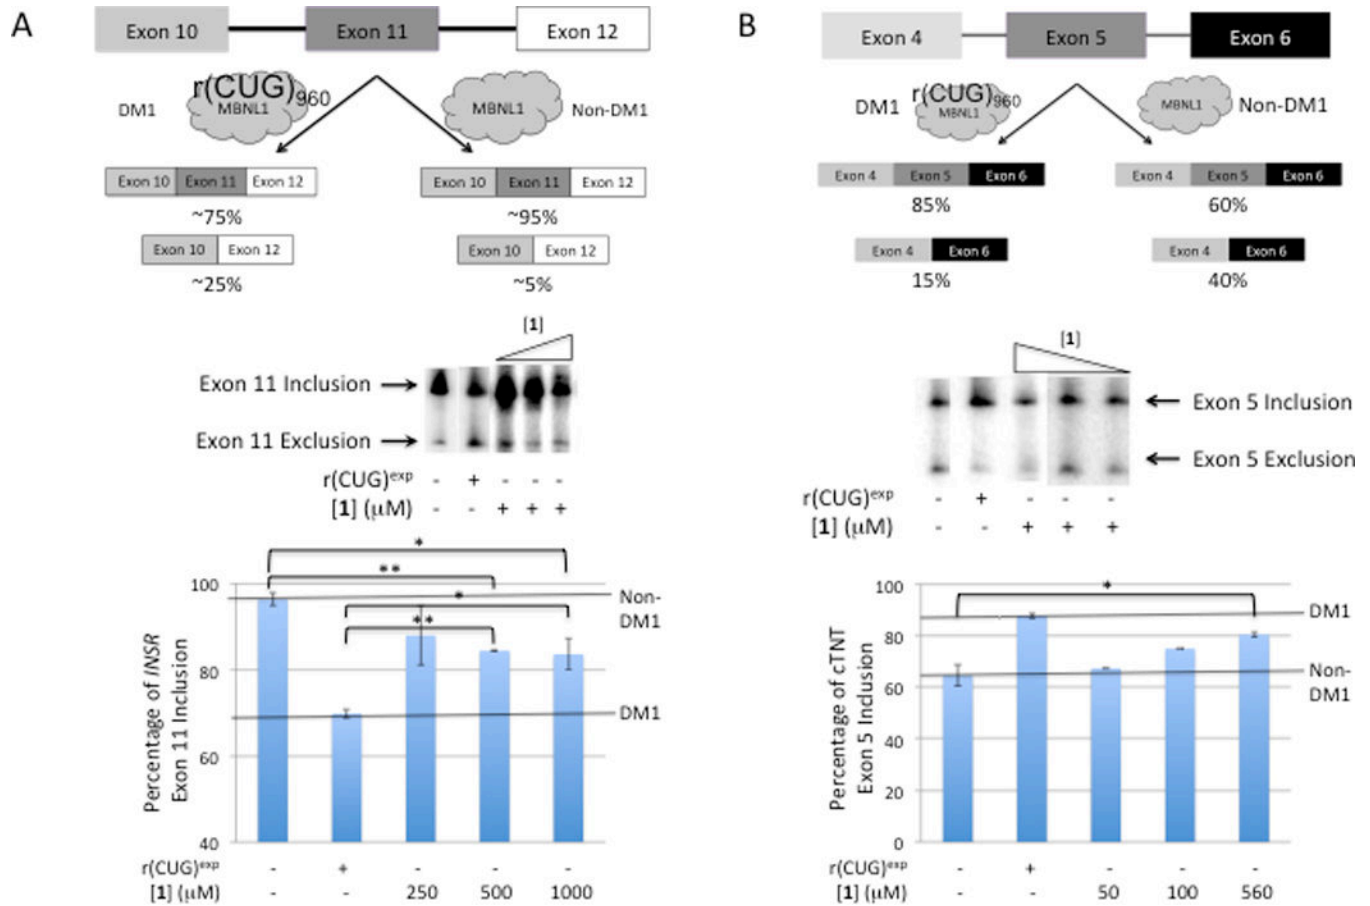 A
Exon 10 Exon 11 Exon 12
DM1 r(CUG)960 MBNL1 MBNL1 Non-DM1
Exon 10 Exon 11 Exon 12 Exon 10 Exon 11 Exon 12
~75% ~95%
Exon 10 Exon 12 Exon 10 Exon 12
~25% ~5%
[1]
Exon 11 Inclusion
Exon 11 Exclusion
r(CUG)exp - + - - -
[1] (μM) - - + + +
*
**
*
**
100
80
60
40
Percentage of INSR
Exon 11 Inclusion
Non-
DM1
DM1
r(CUG)exp - + - - -
[1] (μM) - - 250 500 1000
B
Exon 4 Exon 5 Exon 6
DM1 r(CUG)960 MBNL1 MBNL1 Non-DM1
Exon 4 Exon 5 Exon 6 Exon 4 Exon 5 Exon 6
85% 60%
Exon 4 Exon 6 Exon 4 Exon 6
15% 40%
[1]
Exon 5 Inclusion
Exon 5 Exclusion
r(CUG)exp - + - - -
[1] (μM) - - + + +
*
100
80
60
40
20
0
Percentage of cTNT
Exon 5 Inclusion
DM1
Non-
DM1
r(CUG)exp - + - - -
[1] (μM) - - 50 100 560